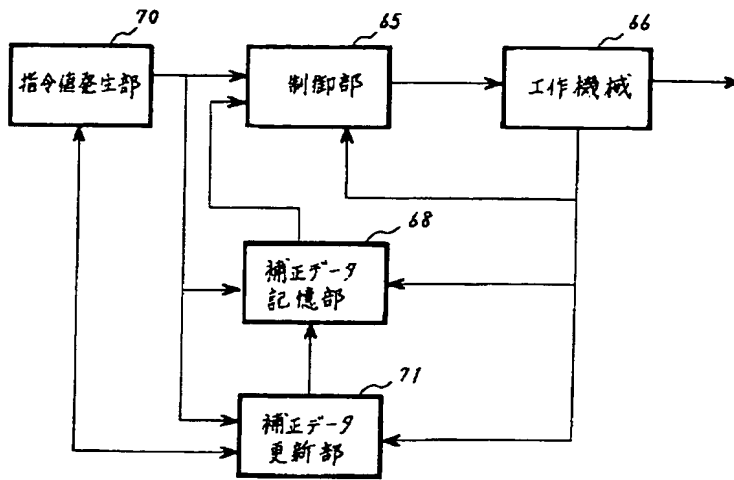 70
65
66
指令値発生部
制御部
工作機械
68
補正データ
記憶部
71
補正データ
更新部